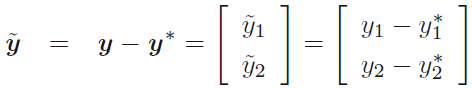 ỹ = y − y* = [ ỹ₁ ỹ₂ ] = [ y₁ − y₁* y₂ − y₂* ]